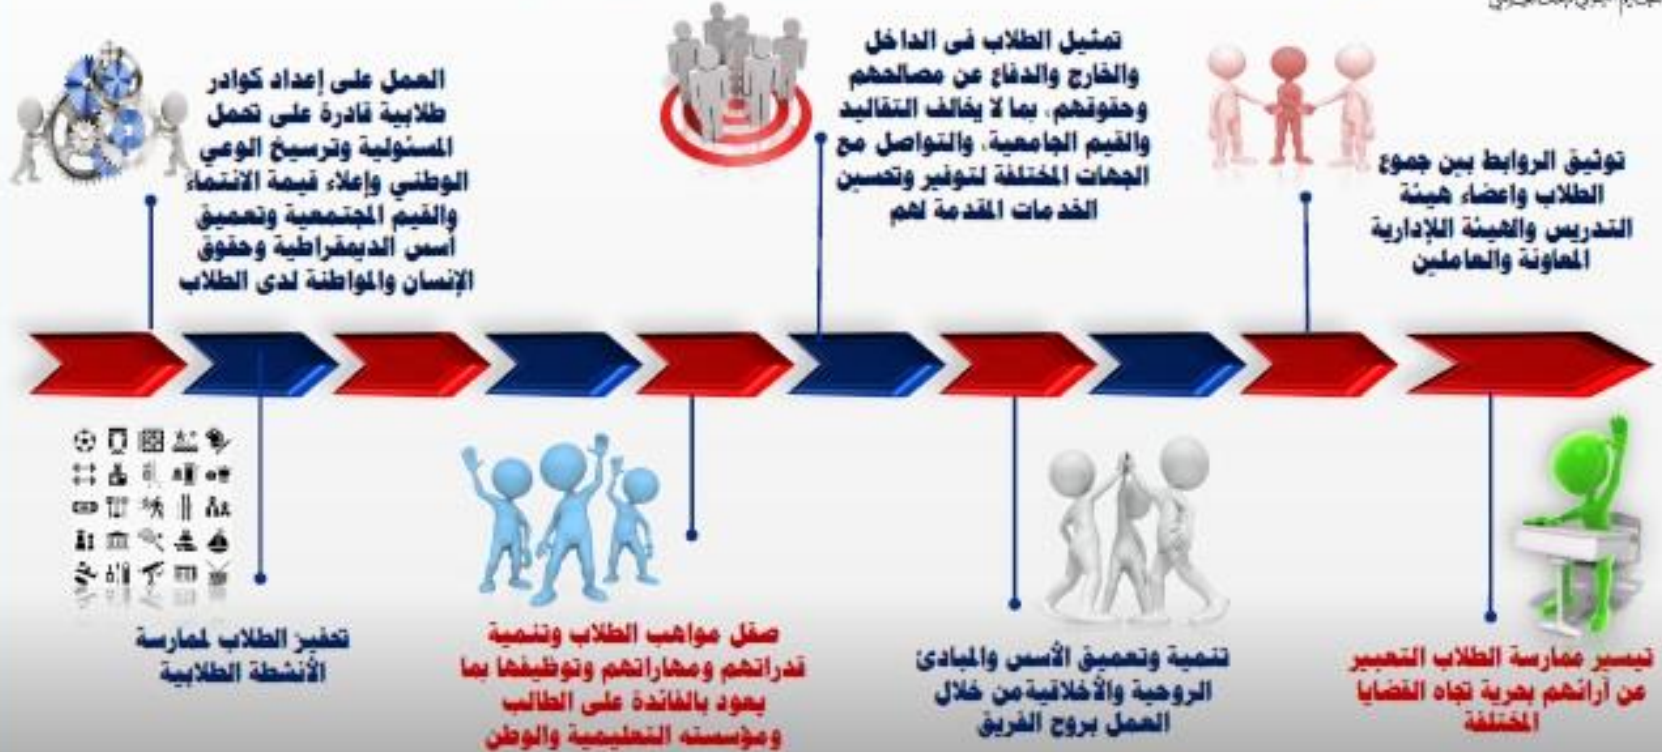 توثيق الروابط بين جموع
الطلاب واعضاء هيئة
التدريس والهيئة اللإدارية
المعاونة والعاملين
تمثيل الطلاب فى الداخل
والخارج والدفاع عن مصالحهم
وحقوقهم، بما لا يخالف التقاليد
والقيم الجامعية، والتواصل مع
الجهات المختلفة لتوفير وتحسين
الخدمات المقدمة لهم
العمل على إعداد كوادر
طلابية قادرة على تحمل
المسئولية وترسيخ الوعي
الوطني وإعلاء قيمة الانتماء
والقيم المجتمعية وتعميق
أسس الديمقراطية وحقوق
الإنسان والمواطنة لدى الطلاب
تيسير ممارسة الطلاب التعبير
عن آرائهم بحرية تجاه القضايا
المختلفة
تنمية وتعميق الأسس والمبادئ
الروحية والأخلاقية من خلال
العمل بروح الفريق
صقل مواهب الطلاب وتنمية
قدراتهم ومهاراتهم وتوظيفها بما
يعود بالفائدة على الطالب
ومؤسسته التعليمية والوطن
تحفيز الطلاب لممارسة
الأنشطة الطلابية